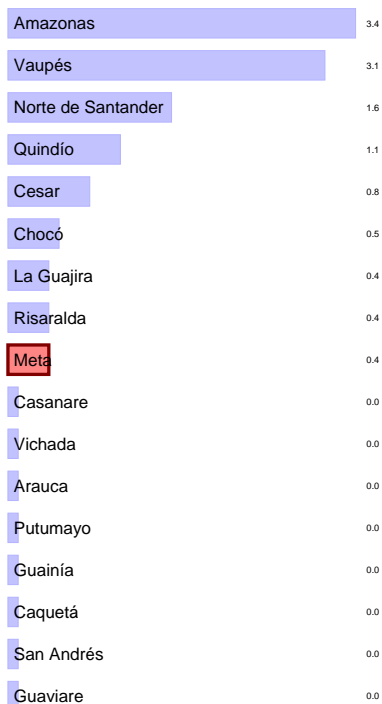 Amazonas 3.4
Vaupés 3.1
Norte de Santander 1.6
Quindío 1.1
Cesar 0.8
Chocó 0.5
La Guajira 0.4
Risaralda 0.4
Meta 0.4
Casanare 0.0
Vichada 0.0
Arauca 0.0
Putumayo 0.0
Guainía 0.0
Caquetá 0.0
San Andrés 0.0
Guaviare 0.0